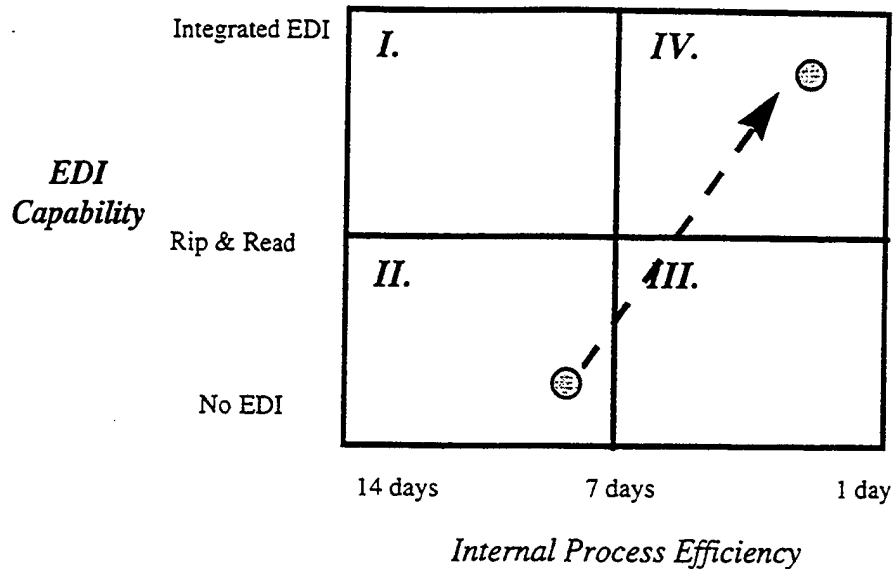 Integrated EDI
I.
IV.
EDI
Capability
Rip & Read
II.
III.
No EDI
14 days
7 days
1 day
Internal Process Efficiency